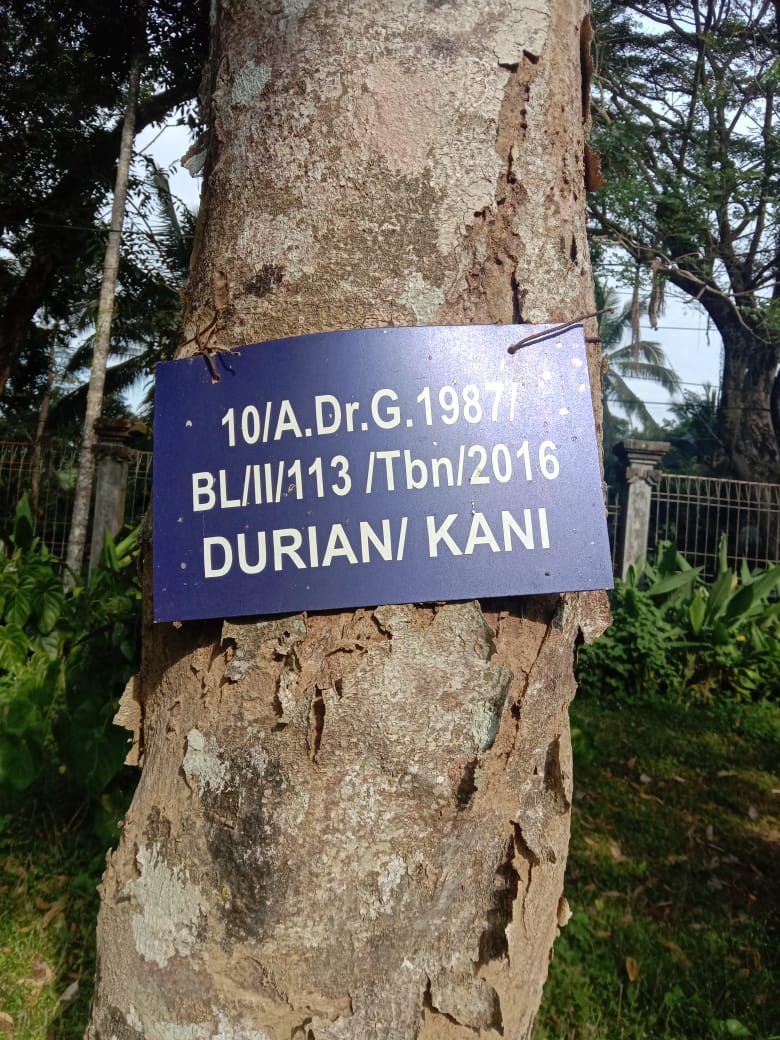 10/A.Dr.G.1987/
BL/II/113 /Tbn/2016
DURIAN/ KANI